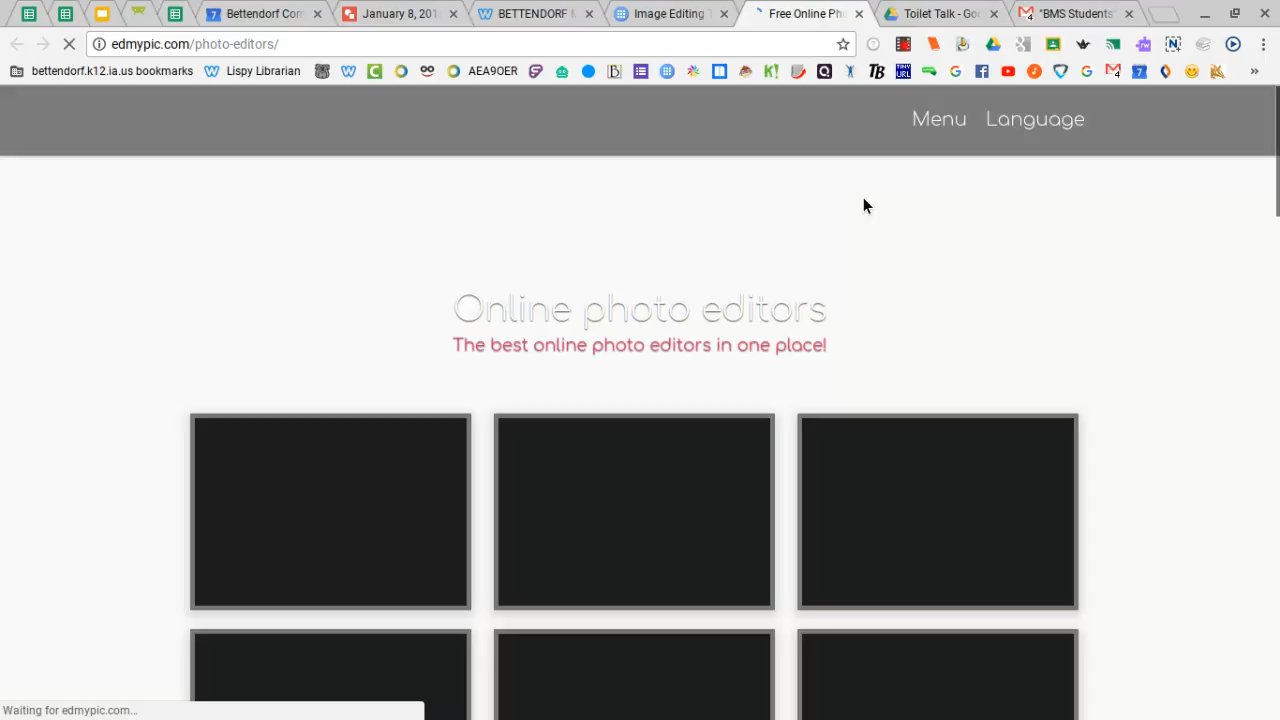 Bettendorf Com
January 8, 201
BETTENDORF M
Image Editing T
Free Online Pho
Toilet Talk - Goo
"BMS Students"
edmypic.com/photo-editors/
bettendorf.k12.ia.us bookmarks
Lispy Librarian
AEA9OER
Menu
Language
Online photo editors
The best online photo editors in one place!
Waiting for edmypic.com...